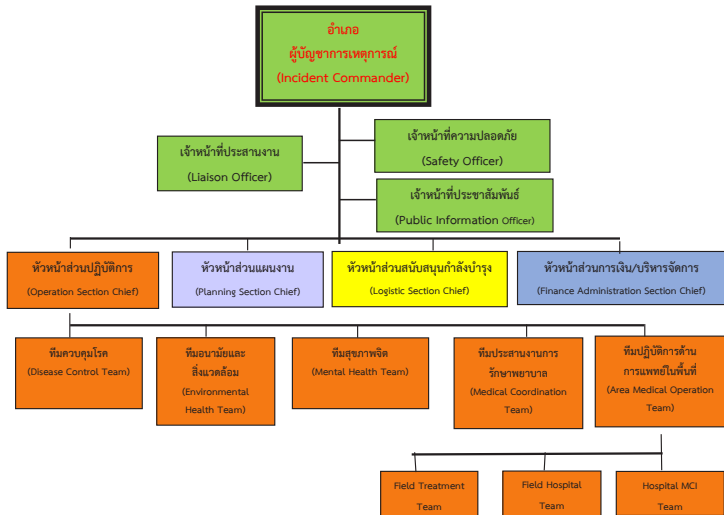 อำเภอ
ผู้บัญชาการเหตุการณ์
(Incident Commander)
เจ้าหน้าที่ประสานงาน
(Liaison Officer)
เจ้าหน้าที่ความปลอดภัย
(Safety Officer)
เจ้าหน้าที่ประชาสัมพันธ์
(Public Information Officer)
หัวหน้าส่วนปฏิบัติการ
(Operation Section Chief)
หัวหน้าส่วนแผนงาน
(Planning Section Chief)
หัวหน้าส่วนสนับสนุนกำลังบำรุง
(Logistic Section Chief)
หัวหน้าส่วนการเงิน/บริหารจัดการ
(Finance Administration Section Chief)
ทีมควบคุมโรค
(Disease Control Team)
ทีมอนามัยและ
สิ่งแวดล้อม
(Environmental
Health Team)
ทีมสุขภาพจิต
(Mental Health Team)
ทีมประสานงานการ
รักษาพยาบาล
(Medical Coordination
Team)
ทีมปฏิบัติการด้าน
การแพทย์ในพื้นที่
(Area Medical Operation
Team)
Field Treatment
Team
Field Hospital
Team
Hospital MCI
Team